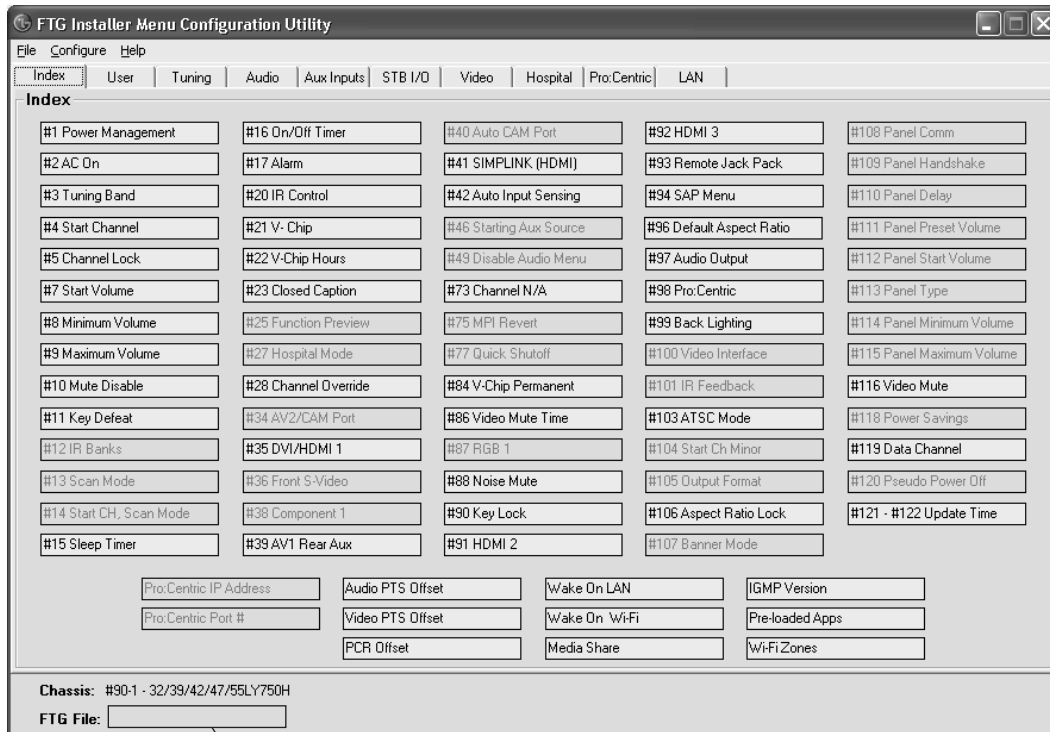 FTG Installer Menu Configuration Utility
File Configure Help
Index User Tuning Audio Aux Inputs STB I/O Video Hospital Pro:Centric LAN
Index
#1 Power Management
#2 AC On
#3 Tuning Band
#4 Start Channel
#5 Channel Lock
#7 Start Volume
#8 Minimum Volume
#9 Maximum Volume
#10 Mute Disable
#11 Key Defeat
#12 IR Banks
#13 Scan Mode
#14 Start CH, Scan Mode
#15 Sleep Timer
#16 On/Off Timer
#17 Alarm
#20 IR Control
#21 V- Chip
#22 V-Chip Hours
#23 Closed Caption
#25 Function Preview
#27 Hospital Mode
#28 Channel Override
#34 AV2/CAM Port
#35 DVI/HDMI 1
#36 Front S-Video
#38 Component 1
#39 AV1 Rear Aux
#40 Auto CAM Port
#41 SIMPLINK (HDMI)
#42 Auto Input Sensing
#46 Starting Aux Source
#49 Disable Audio Menu
#73 Channel N/A
#75 MPI Revert
#77 Quick Shutoff
#84 V-Chip Permanent
#86 Video Mute Time
#87 RGB 1
#88 Noise Mute
#90 Key Lock
#91 HDMI 2
#92 HDMI 3
#93 Remote Jack Pack
#94 SAP Menu
#96 Default Aspect Ratio
#97 Audio Output
#98 Pro:Centric
#99 Back Lighting
#100 Video Interface
#101 IR Feedback
#103 ATSC Mode
#104 Start Ch Minor
#105 Output Format
#106 Aspect Ratio Lock
#107 Banner Mode
#108 Panel Comm
#109 Panel Handshake
#110 Panel Delay
#111 Panel Preset Volume
#112 Panel Start Volume
#113 Panel Type
#114 Panel Minimum Volume
#115 Panel Maximum Volume
#116 Video Mute
#118 Power Savings
#119 Data Channel
#120 Pseudo Power Off
#121 - #122 Update Time
Pro:Centric IP Address
Pro:Centric Port #
Audio PTS Offset
Video PTS Offset
PCR Offset
Wake On LAN
Wake On Wi-Fi
Media Share
IGMP Version
Pre-loaded Apps
Wi-Fi Zones
Chassis: #90-1 - 32/39/42/47/55LY750H
FTG File: